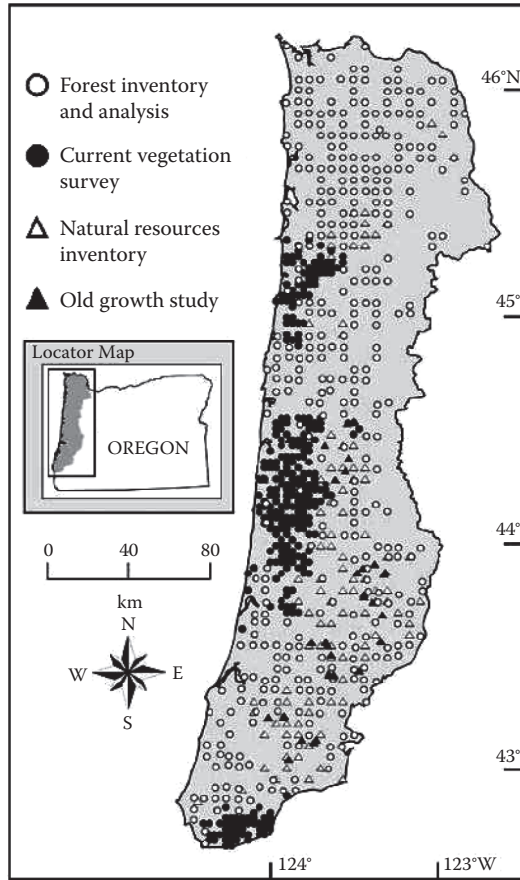 Forest inventory
and analysis
Current vegetation
survey
Natural resources
inventory
Old growth study
Locator Map
OREGON
0 40 80
km
N
W E
S
46°N
45°
44°
43°
124° 123°W